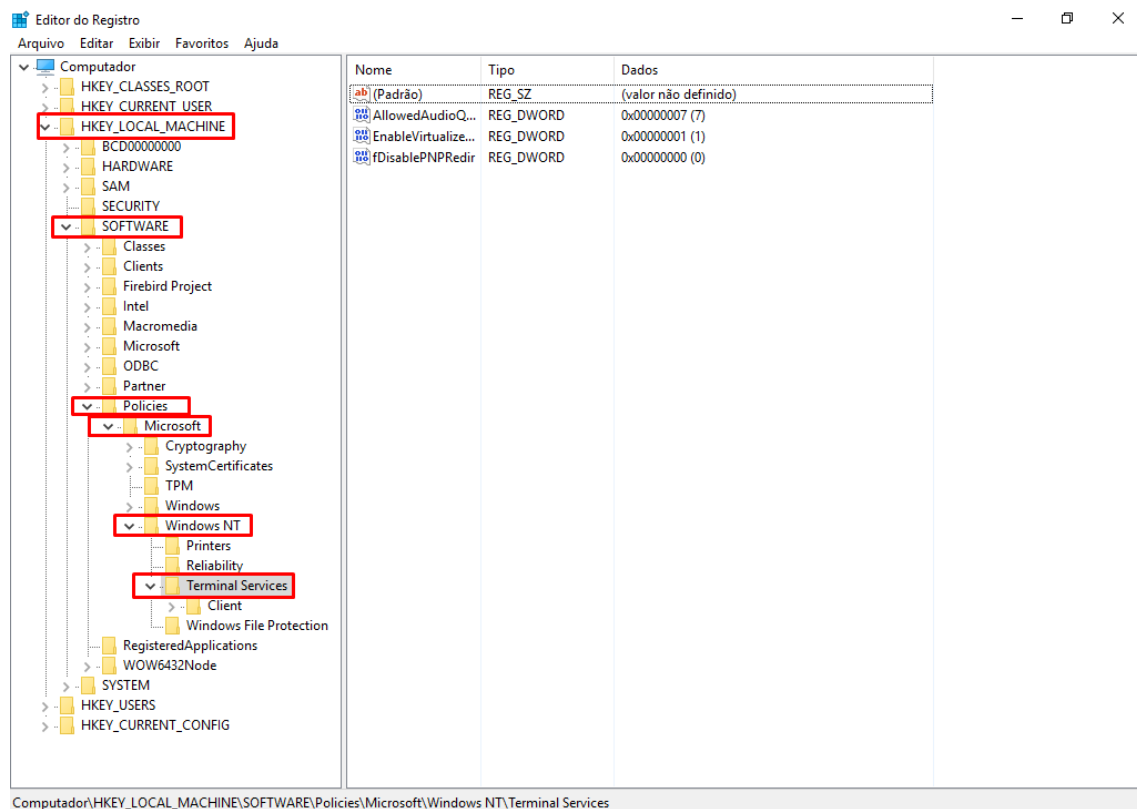 Editor do Registro
Arquivo Editar Exibir Favoritos Ajuda
Computador
HKEY_CLASSES_ROOT
HKEY_CURRENT_USER
HKEY_LOCAL_MACHINE
BCD00000000
HARDWARE
SAM
SECURITY
SOFTWARE
Classes
Clients
Firebird Project
Intel
Macromedia
Microsoft
ODBC
Partner
Policies
Microsoft
Cryptography
SystemCertificates
TPM
Windows
Windows NT
Printers
Reliability
Terminal Services
Client
Windows File Protection
RegisteredApplications
WOW6432Node
SYSTEM
HKEY_USERS
HKEY_CURRENT_CONFIG
Nome Tipo Dados
(Padrão) REG_SZ (valor não definido)
AllowedAudioQ... REG_DWORD 0x00000007 (7)
EnableVirtualize... REG_DWORD 0x00000001 (1)
fDisablePNPRedir REG_DWORD 0x00000000 (0)
Computador\HKEY_LOCAL_MACHINE\SOFTWARE\Policies\Microsoft\Windows NT\Terminal Services